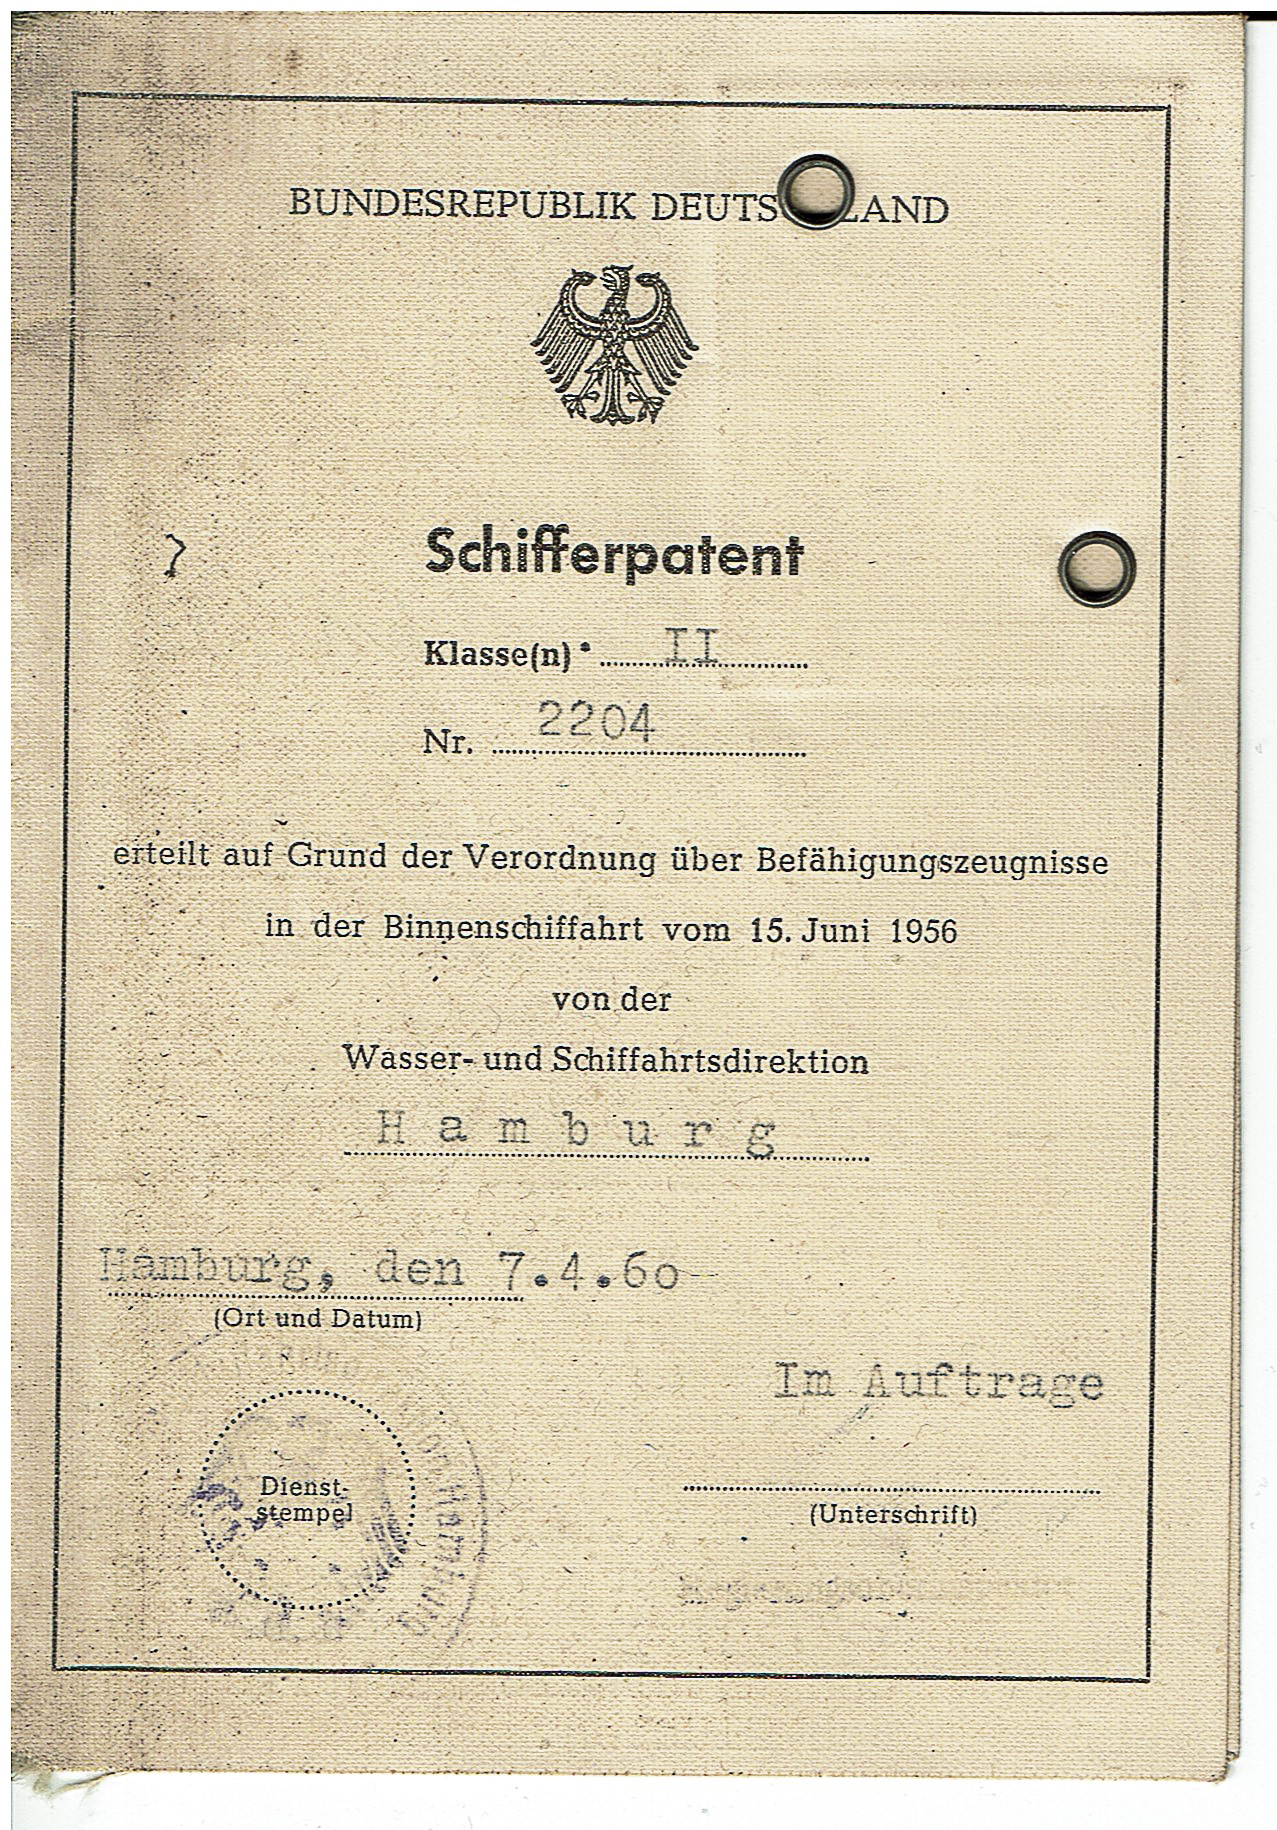 BUNDESREPUBLIK DEUTSCHLAND
Schifferpatent
Klasse(n)* II
Nr. 2204
erteilt auf Grund der Verordnung über Befähigungszeugnisse
in der Binnenschiffahrt vom 15. Juni 1956
von der
Wasser- und Schiffahrtsdirektion
Hamburg
Hamburg, den 7.4.60
(Ort und Datum)
Im Auftrage
Dienst-
stempel
(Unterschrift)
Hamburg